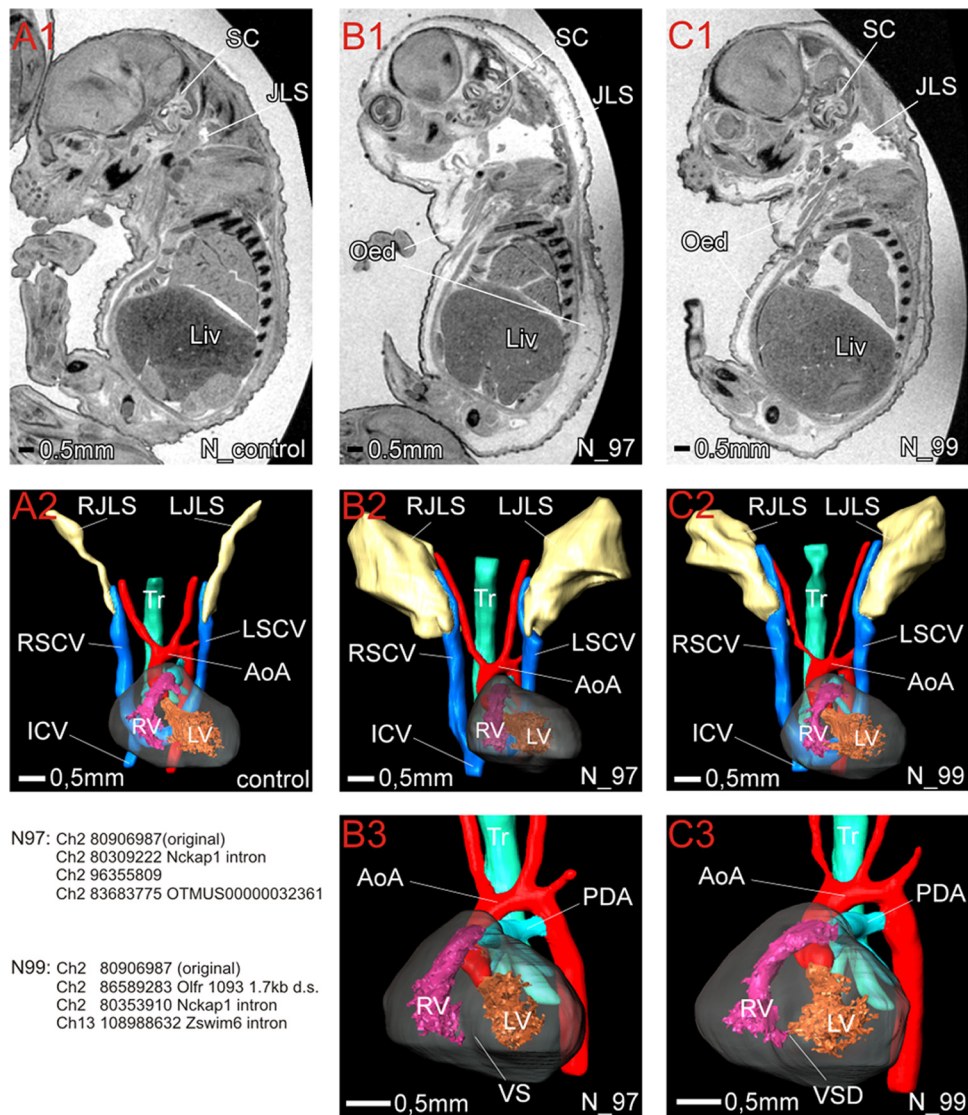 A1
SC
JLS
Liv
0.5mm
N_control
B1
SC
JLS
Oed
Liv
0.5mm
N_97
C1
SC
JLS
Oed
Liv
0.5mm
N_99
A2
RJLS
LJLS
Tr
RSCV
LSCV
AoA
RV
LV
ICV
0,5mm
control
B2
RJLS
LJLS
Tr
RSCV
LSCV
AoA
RV
LV
ICV
0,5mm
N_97
C2
RJLS
LJLS
Tr
RSCV
LSCV
AoA
RV
LV
ICV
0,5mm
N_99
N97: Ch2 80906987(original)
Ch2 80309222 Nckap1 intron
Ch2 96355809
Ch2 83683775 OTMUS00000032361
N99: Ch2 80906987 (original)
Ch2 86589283 Olfr 1093 1.7kb d.s.
Ch2 80353910 Nckap1 intron
Ch13 108988632 Zswim6 intron
B3
Tr
AoA
PDA
RV
LV
VS
0,5mm
N_97
C3
Tr
AoA
PDA
RV
LV
VSD
0,5mm
N_99